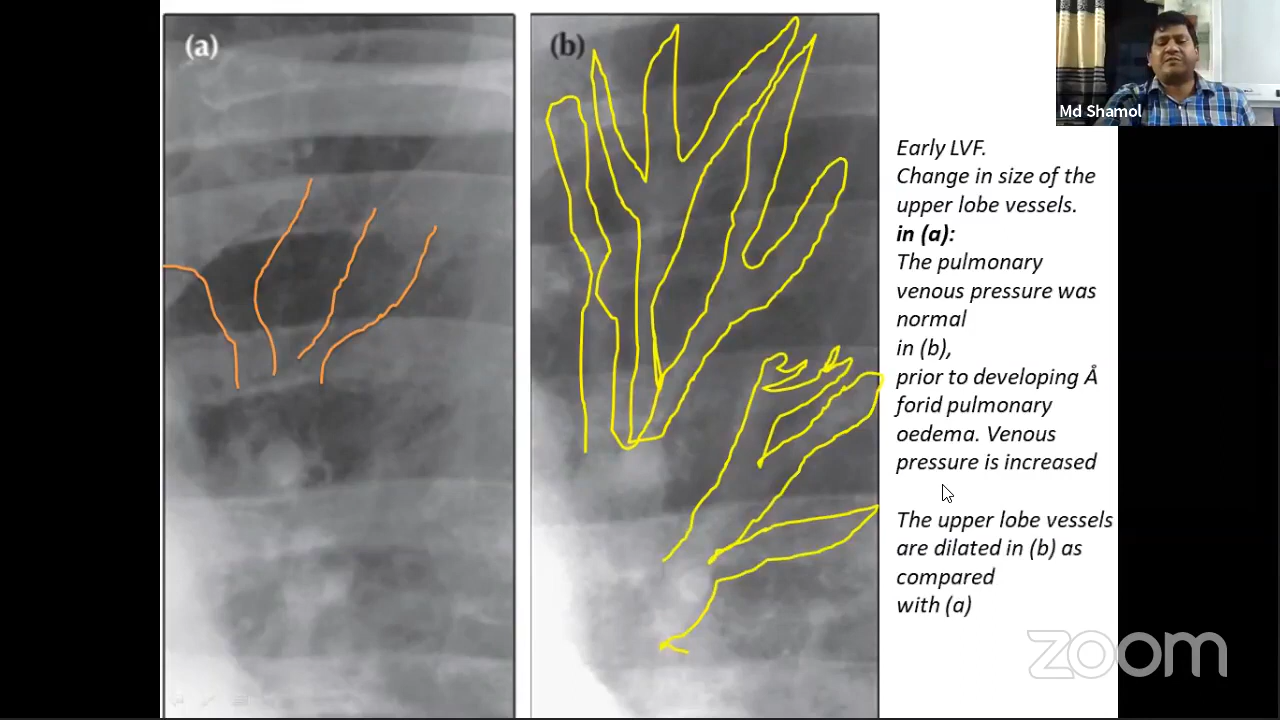 (a)
(b)
Md Shamol
Early LVF.
Change in size of the
upper lobe vessels.
in (a):
The pulmonary
venous pressure was
normal
in (b),
prior to developing Å
forid pulmonary
oedema. Venous
pressure is increased
The upper lobe vessels
are dilated in (b) as
compared
with (a)
zoom